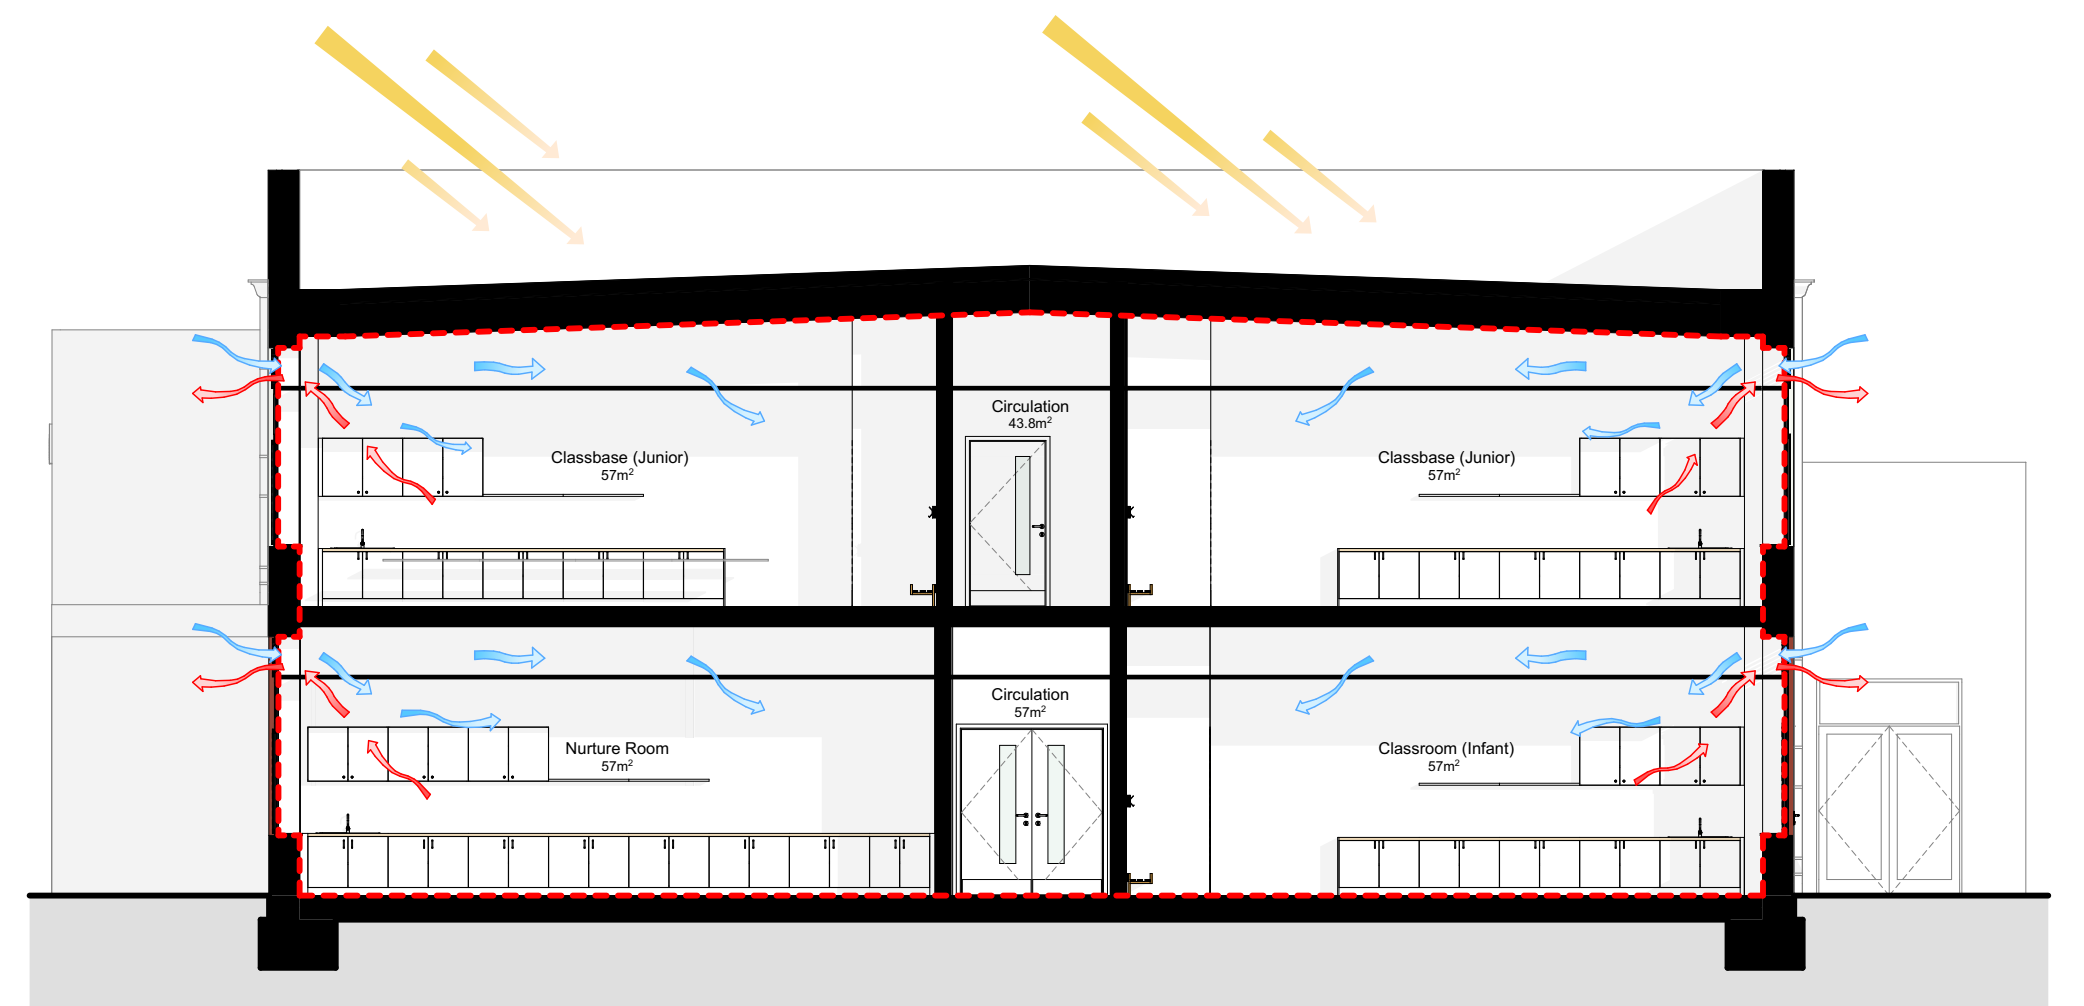 Circulation
43.8m²
Classbase (Junior)
57m²
Classbase (Junior)
57m²
Circulation
57m²
Nurture Room
57m²
Classroom (Infant)
57m²